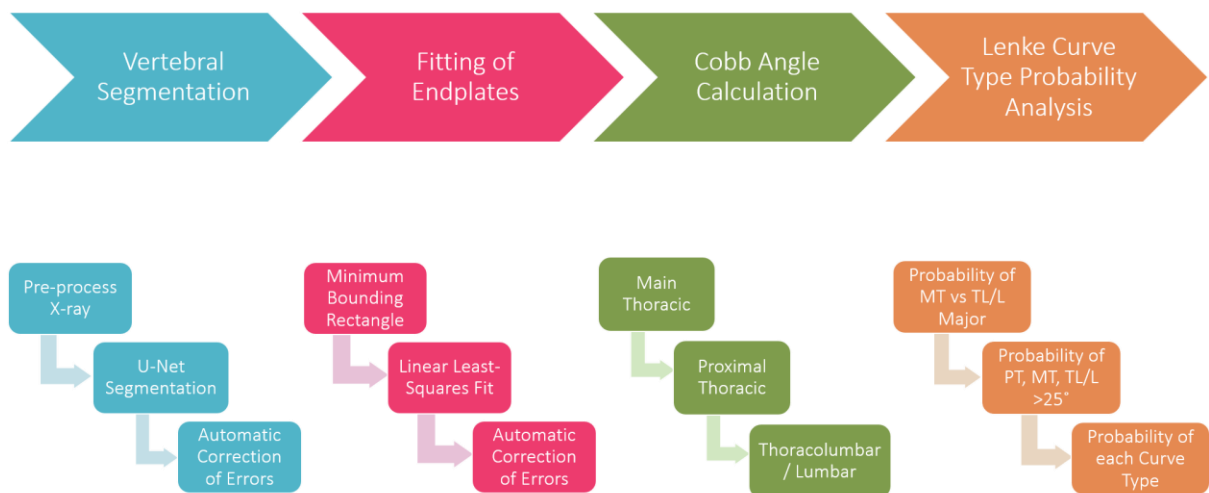 Vertebral
Segmentation
Fitting of
Endplates
Cobb Angle
Calculation
Lenke Curve
Type Probability
Analysis
Pre-process
X-ray
U-Net
Segmentation
Automatic
Correction
of Errors
Minimum
Bounding
Rectangle
Linear Least-
Squares Fit
Automatic
Correction
of Errors
Main
Thoracic
Proximal
Thoracic
Thoracolumbar
/ Lumbar
Probability of
MT vs TL/L
Major
Probability of
PT, MT, TL/L
>25°
Probability of
each Curve
Type